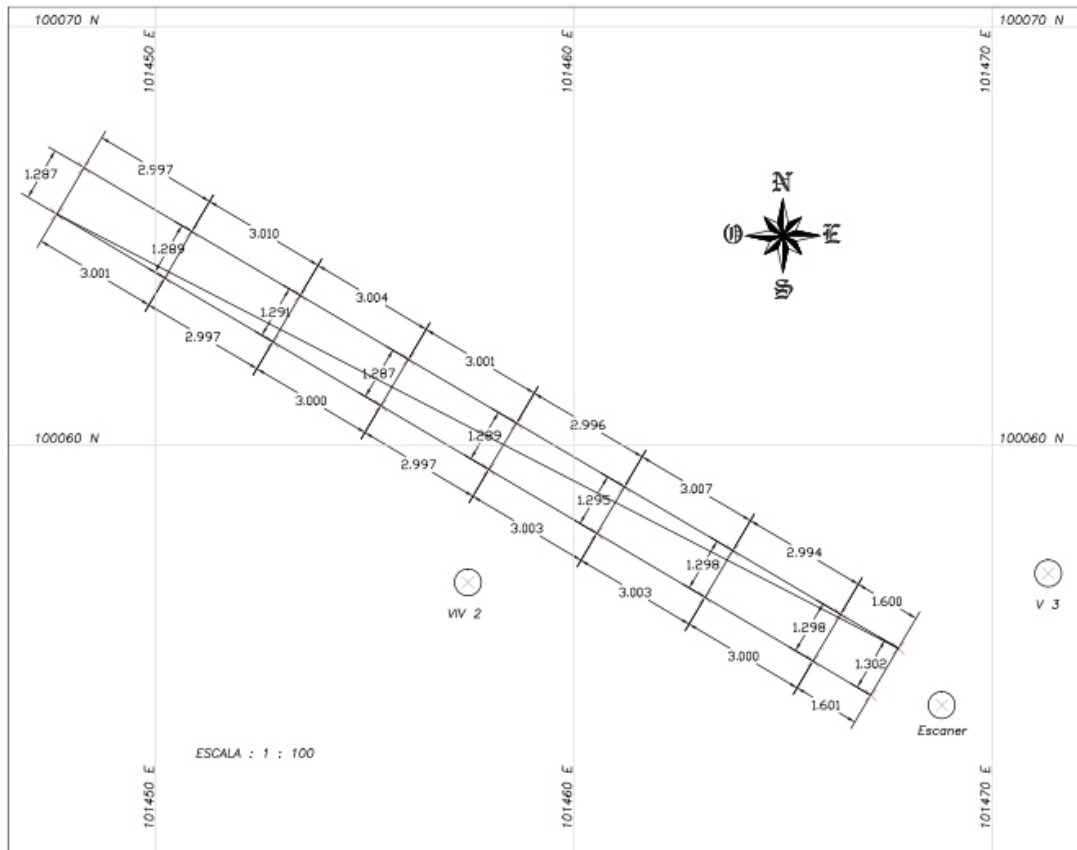 100070 N
100070 N
101450 E
101460 E
101470 E
N
O
E
S
1.287
2.997
3.010
1.289
3.001
3.004
1.291
2.997
3.001
1.287
3.000
2.996
1.289
100060 N
100060 N
2.997
3.007
1.295
3.003
2.994
1.298
3.003
1.600
V 3
VIV 2
1.298
3.000
1.302
1.601
Escaner
ESCALA : 1 : 100
101450 E
101460 E
101470 E